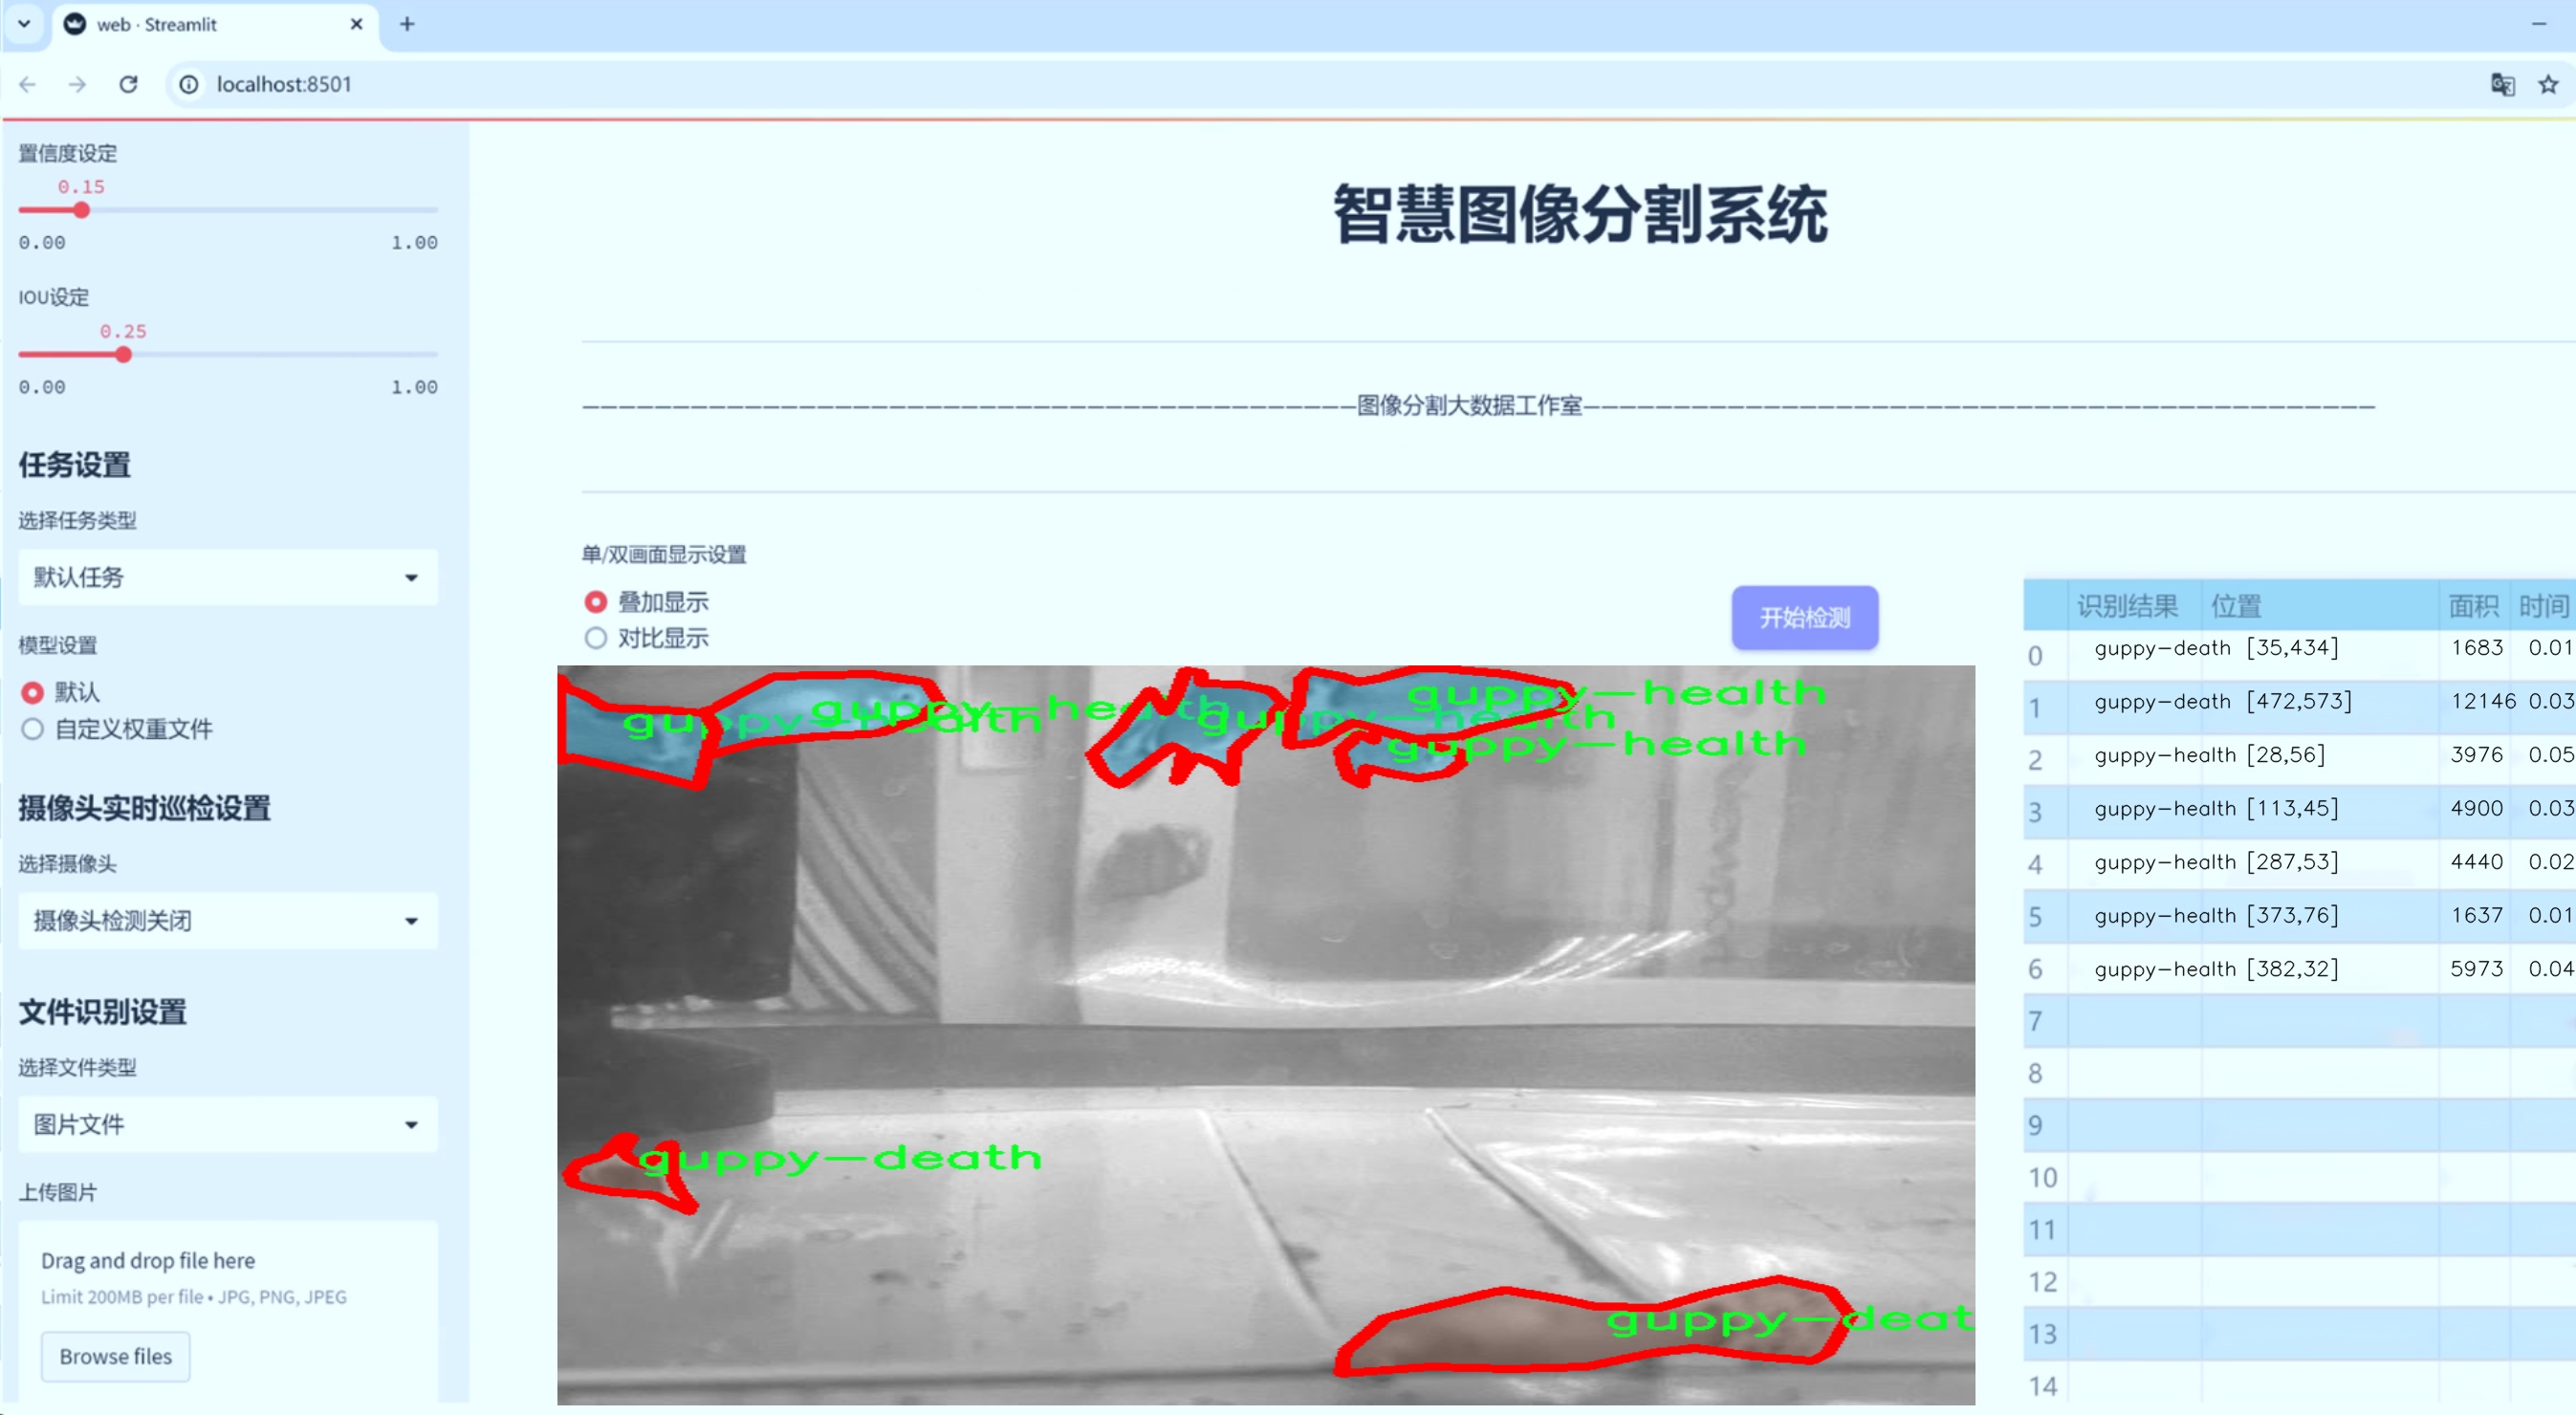 web · Streamlit
localhost:8501
置信度设定
0.15
0.00 1.00
IOU设定
0.25
0.00 1.00
任务设置
选择任务类型
默认任务
模型设置
默认
自定义权重文件
摄像头实时巡检设置
选择摄像头
摄像头检测关闭
文件识别设置
选择文件类型
图片文件
上传图片
Drag and drop file here
Limit 200MB per file • JPG, PNG, JPEG
Browse files
智慧图像分割系统
图像分割大数据工作室
单/双画面显示设置
叠加显示
对比显示
开始检测
guppy-health
guppy-health
guppy-health
guppy-health
guppy-health
guppy-death
guppy-deat
识别结果 位置 面积 时间
0 guppy-death [35,434] 1683 0.01
1 guppy-death [472,573] 12146 0.03
2 guppy-health [28,56] 3976 0.05
3 guppy-health [113,45] 4900 0.03
4 guppy-health [287,53] 4440 0.02
5 guppy-health [373,76] 1637 0.01
6 guppy-health [382,32] 5973 0.04
7
8
9
10
11
12
13
14